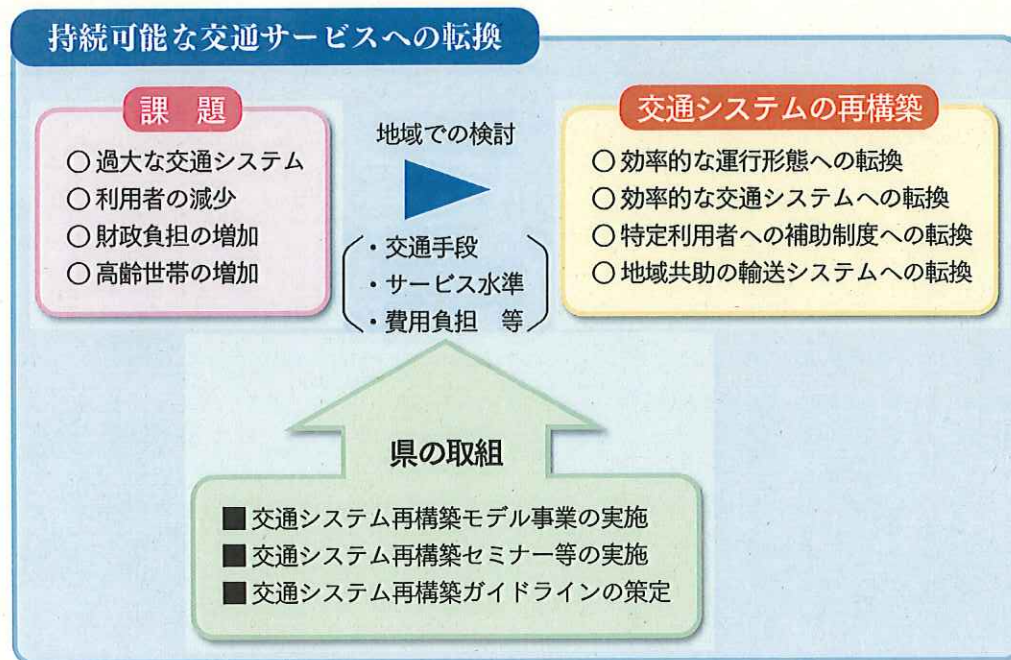 持続可能な交通サービスへの転換
課　題
○ 過大な交通システム
○ 利用者の減少
○ 財政負担の増加
○ 高齢世帯の増加
地域での検討
・交通手段
・サービス水準
・費用負担　等
交通システムの再構築
○ 効率的な運行形態への転換
○ 効率的な交通システムへの転換
○ 特定利用者への補助制度への転換
○ 地域共助の輸送システムへの転換
県の取組
■ 交通システム再構築モデル事業の実施
■ 交通システム再構築セミナー等の実施
■ 交通システム再構築ガイドラインの策定